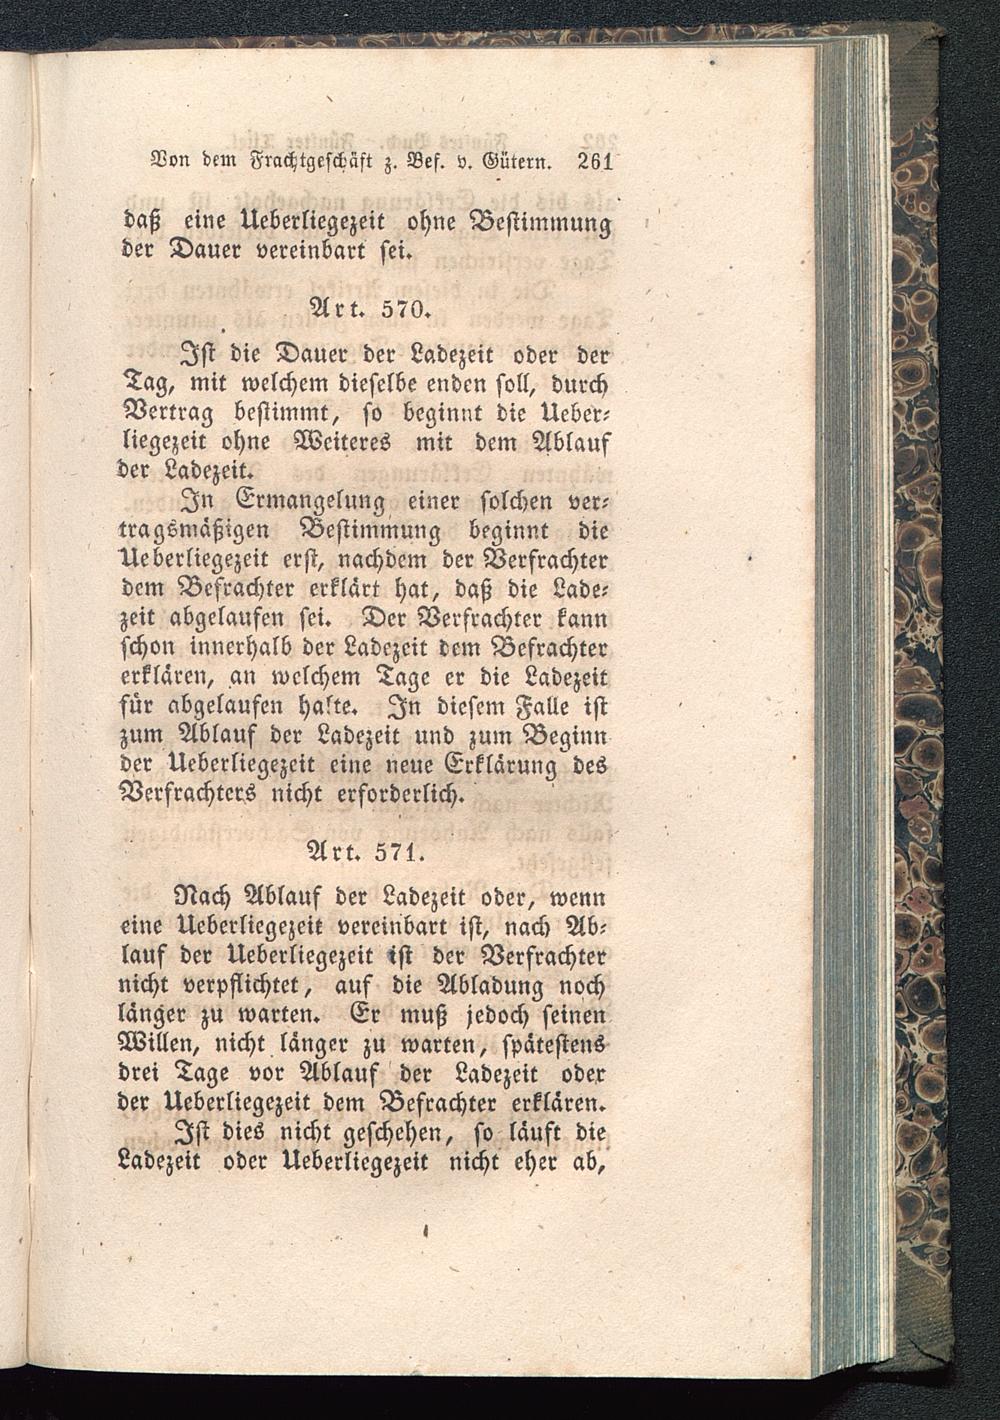 Von dem Frachtgeschäft z. Bef. v. Gütern. 261
daß eine Ueberliegezeit ohne Bestimmung
der Dauer vereinbart sei.
Art. 570.
Ist die Dauer der Ladezeit oder der
Tag, mit welchem dieselbe enden soll, durch
Vertrag bestimmt, so beginnt die Ueber-
liegezeit ohne Weiteres mit dem Ablauf
der Ladezeit.
In Ermangelung einer solchen ver-
tragsmäßigen Bestimmung beginnt die
Ueberliegezeit erst, nachdem der Verfrachter
dem Befrachter erklärt hat, daß die Lade-
zeit abgelaufen sei. Der Verfrachter kann
schon innerhalb der Ladezeit dem Befrachter
erklären, an welchem Tage er die Ladezeit
für abgelaufen halte. In diesem Falle ist
zum Ablauf der Ladezeit und zum Beginn
der Ueberliegezeit eine neue Erklärung des
Verfrachters nicht erforderlich.
Art. 571.
Nach Ablauf der Ladezeit oder, wenn
eine Ueberliegezeit vereinbart ist, nach Ab-
lauf der Ueberliegezeit ist der Verfrachter
nicht verpflichtet, auf die Abladung noch
länger zu warten. Er muß jedoch seinen
Willen, nicht länger zu warten, spätestens
drei Tage vor Ablauf der Ladezeit oder
der Ueberliegezeit dem Befrachter erklären.
Ist dies nicht geschehen, so läuft die
Ladezeit oder Ueberliegezeit nicht eher ab,